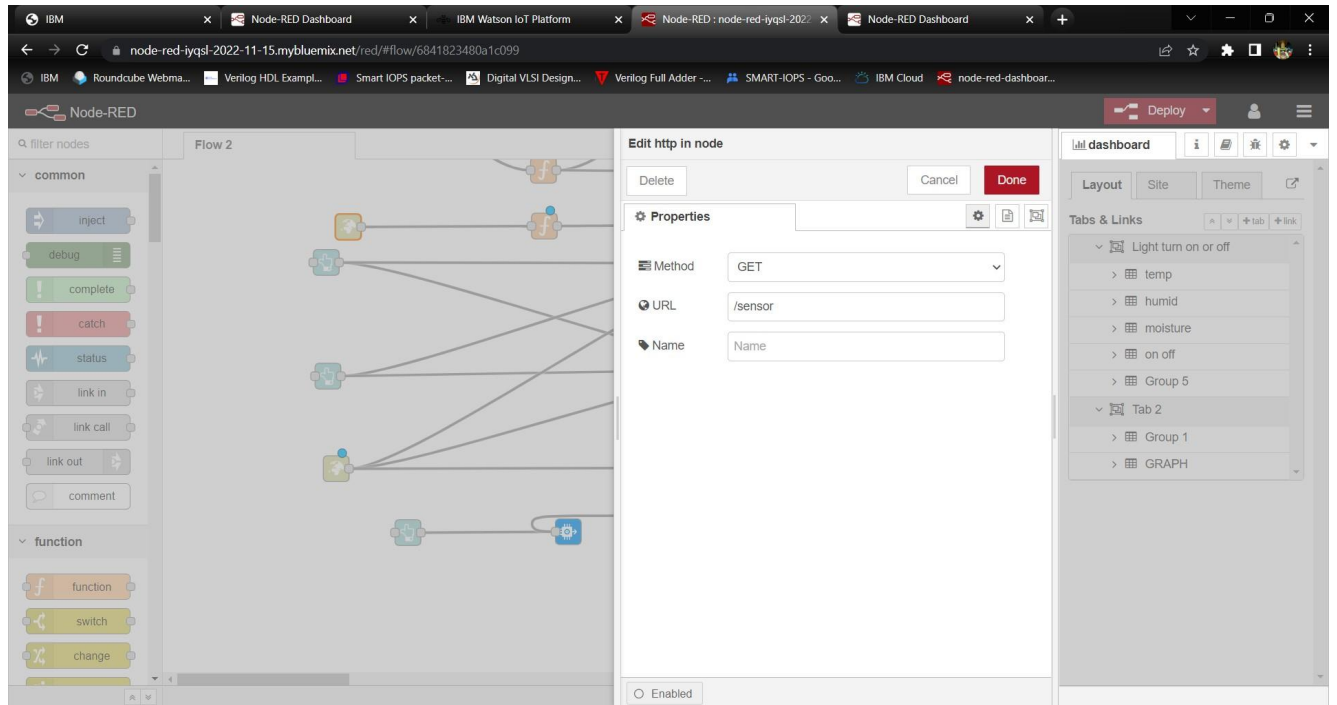 IBM
Node-RED Dashboard
IBM Watson IoT Platform
Node-RED : node-red-iyqsl-2022
Node-RED Dashboard
node-red-iyqsl-2022-11-15.mybluemix.net/red/#flow/6841823480a1c099
IBM
Roundcube Webma...
Verilog HDL Exampl...
Smart IOPS packet-...
Digital VLSI Design...
Verilog Full Adder -...
SMART-IOPS - Goo...
IBM Cloud
node-red-dashboar...
Node-RED
Deploy
filter nodes
common
inject
debug
complete
catch
status
link in
link call
link out
comment
function
function
switch
change
Flow 2
Edit http in node
Delete
Cancel
Done
Properties
Method
GET
URL
/sensor
Name
Name
Enabled
dashboard
Layout
Site
Theme
Tabs & Links
+tab
+link
Light turn on or off
temp
humid
moisture
on off
Group 5
Tab 2
Group 1
GRAPH